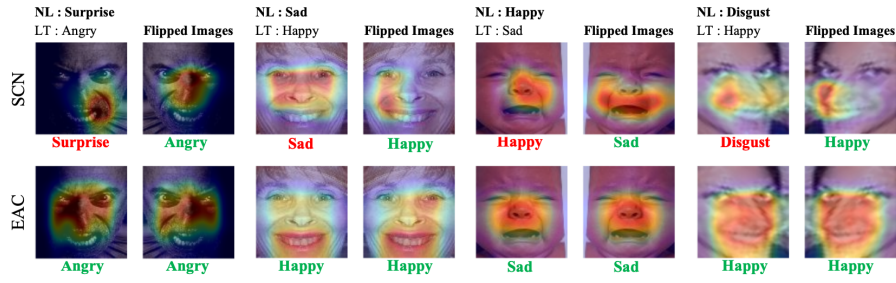 NL : Surprise
LT : Angry Flipped Images
NL : Sad
LT : Happy Flipped Images
NL : Happy
LT : Sad Flipped Images
NL : Disgust
LT : Happy Flipped Images
SCN
Surprise Angry Sad Happy Happy Sad Disgust Happy
EAC
Angry Angry Happy Happy Sad Sad Happy Happy